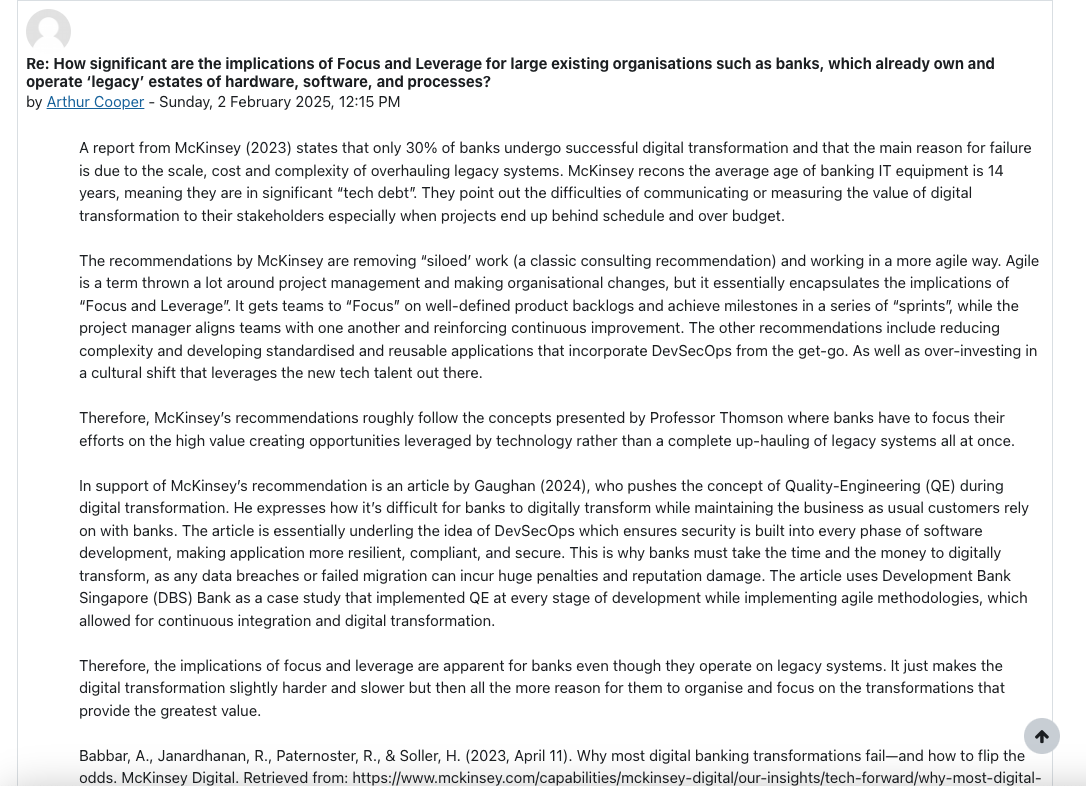 Re: How significant are the implications of Focus and Leverage for large existing organisations such as banks, which already own and
operate ‘legacy’ estates of hardware, software, and processes?
by Arthur Cooper - Sunday, 2 February 2025, 12:15 PM
A report from McKinsey (2023) states that only 30% of banks undergo successful digital transformation and that the main reason for failure
is due to the scale, cost and complexity of overhauling legacy systems. McKinsey recons the average age of banking IT equipment is 14
years, meaning they are in significant “tech debt”. They point out the difficulties of communicating or measuring the value of digital
transformation to their stakeholders especially when projects end up behind schedule and over budget.
The recommendations by McKinsey are removing “siloed’ work (a classic consulting recommendation) and working in a more agile way. Agile
is a term thrown a lot around project management and making organisational changes, but it essentially encapsulates the implications of
“Focus and Leverage”. It gets teams to “Focus” on well-defined product backlogs and achieve milestones in a series of “sprints”, while the
project manager aligns teams with one another and reinforcing continuous improvement. The other recommendations include reducing
complexity and developing standardised and reusable applications that incorporate DevSecOps from the get-go. As well as over-investing in
a cultural shift that leverages the new tech talent out there.
Therefore, McKinsey’s recommendations roughly follow the concepts presented by Professor Thomson where banks have to focus their
efforts on the high value creating opportunities leveraged by technology rather than a complete up-hauling of legacy systems all at once.
In support of McKinsey’s recommendation is an article by Gaughan (2024), who pushes the concept of Quality-Engineering (QE) during
digital transformation. He expresses how it’s difficult for banks to digitally transform while maintaining the business as usual customers rely
on with banks. The article is essentially underling the idea of DevSecOps which ensures security is built into every phase of software
development, making application more resilient, compliant, and secure. This is why banks must take the time and the money to digitally
transform, as any data breaches or failed migration can incur huge penalties and reputation damage. The article uses Development Bank
Singapore (DBS) Bank as a case study that implemented QE at every stage of development while implementing agile methodologies, which
allowed for continuous integration and digital transformation.
Therefore, the implications of focus and leverage are apparent for banks even though they operate on legacy systems. It just makes the
digital transformation slightly harder and slower but then all the more reason for them to organise and focus on the transformations that
provide the greatest value.
Babbar, A., Janardhanan, R., Paternoster, R., & Soller, H. (2023, April 11). Why most digital banking transformations fail—and how to flip the
odds. McKinsey Digital. Retrieved from: https://www.mckinsey.com/capabilities/mckinsey-digital/our-insights/tech-forward/why-most-digital-